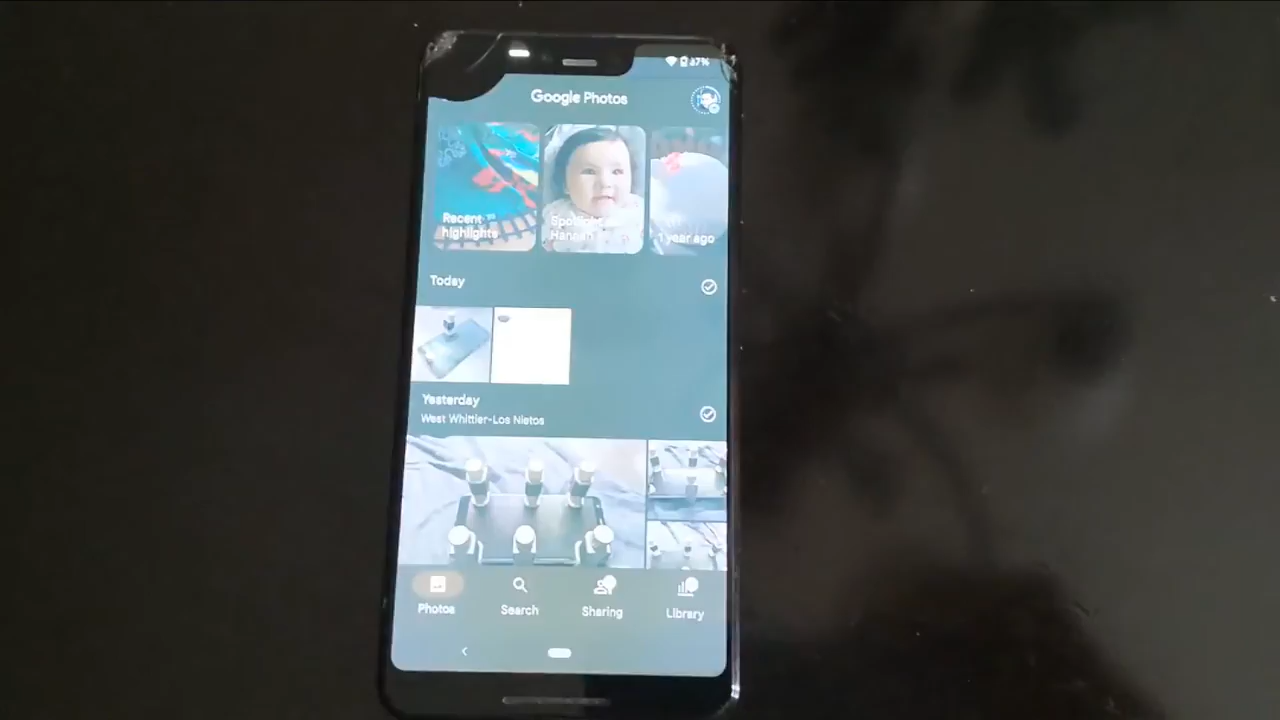 37%
Google Photos
Recent
highlights
Spotlight
Hannah
1 year ago
Today
Yesterday
West Whittier-Los Nietos
Photos
Search
Sharing
Library